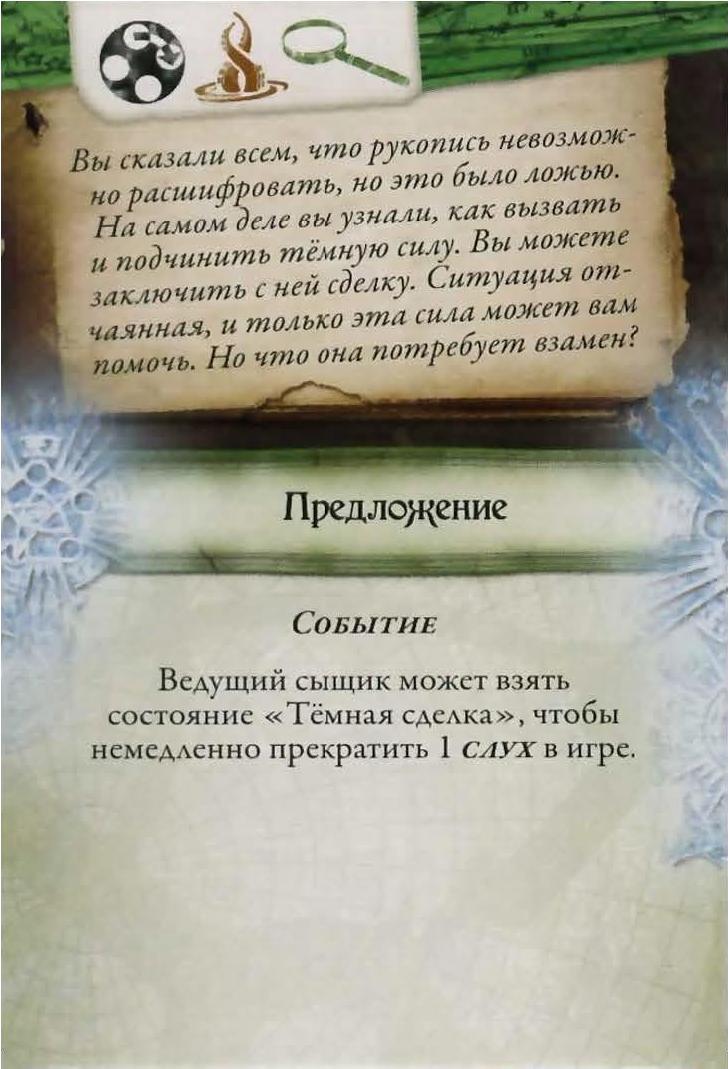 Вы сказали всем, что рукопись невозмож-
но расшифровать, но это было ложью.
На самом деле вы узнали, как вызвать
и подчинить тёмную силу. Вы можете
заключить с ней сделку. Ситуация от-
чаянная, и только эта сила может вам
помочь. Но что она потребует взамен?
Предложение
Событие
Ведущий сыщик может взять
состояние «Тёмная сделка», чтобы
немедленно прекратить 1 СЛУХ в игре.